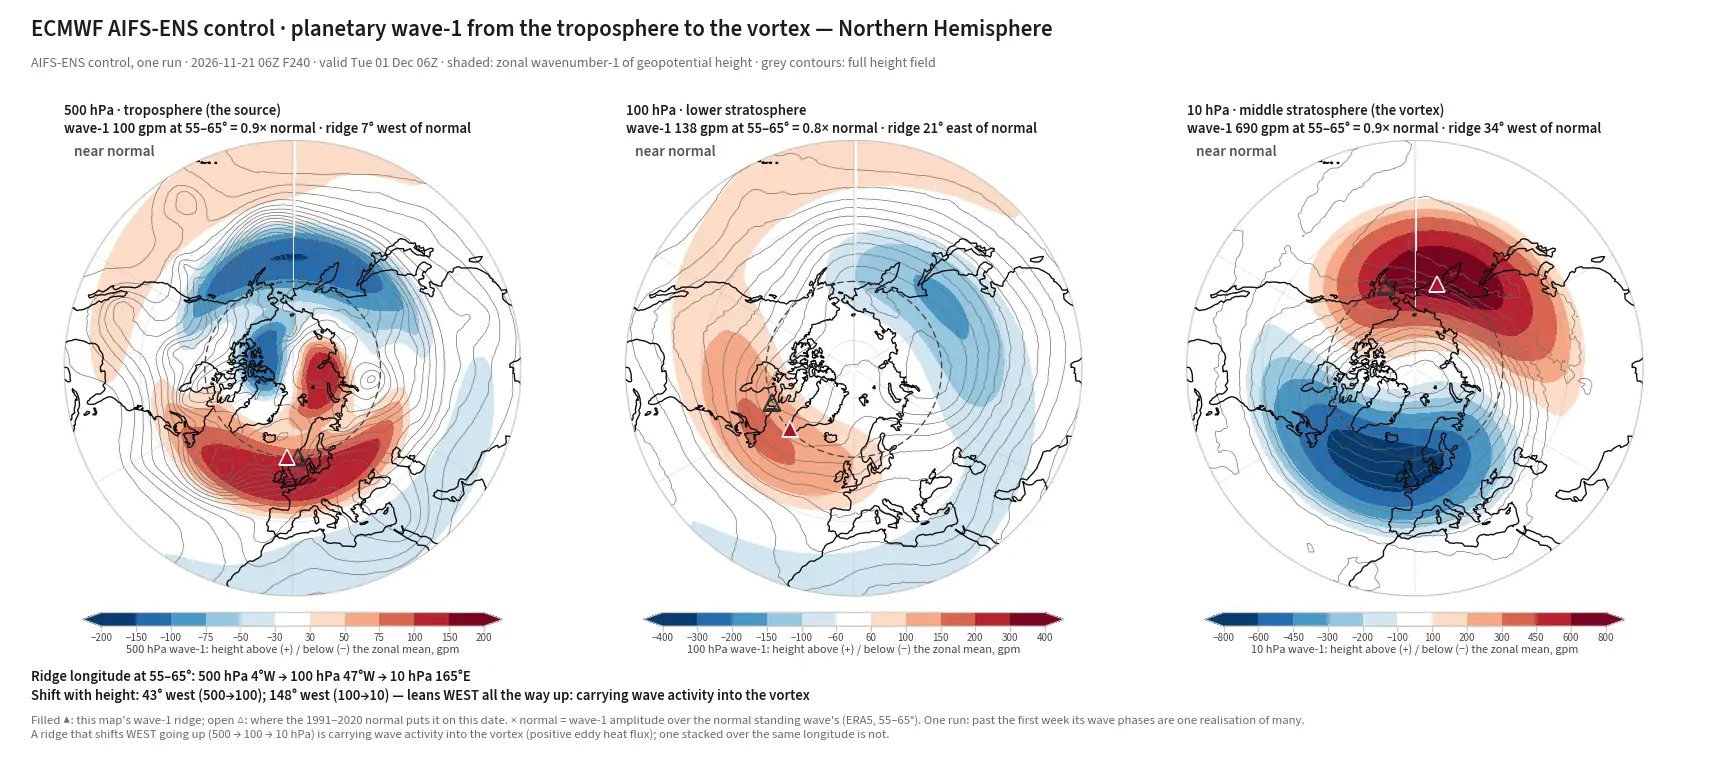 ECMWF AIFS-ENS control · planetary wave-1 from the troposphere to the vortex — Northern Hemisphere
AIFS-ENS control, one run · 2026-11-21 06Z F240 · valid Tue 01 Dec 06Z · shaded: zonal wavenumber-1 of geopotential height · grey contours: full height field
500 hPa · troposphere (the source)
wave-1 100 gpm at 55–65° = 0.9× normal · ridge 7° west of normal
near normal
100 hPa · lower stratosphere
wave-1 138 gpm at 55–65° = 0.8× normal · ridge 21° east of normal
near normal
10 hPa · middle stratosphere (the vortex)
wave-1 690 gpm at 55–65° = 0.9× normal · ridge 34° west of normal
near normal
−200 −150 −100 −75 −50 −30 30 50 75 100 150 200
500 hPa wave-1: height above (+) / below (−) the zonal mean, gpm
−400 −300 −200 −150 −100 −60 60 100 150 200 300 400
100 hPa wave-1: height above (+) / below (−) the zonal mean, gpm
−800 −600 −450 −300 −200 −100 100 200 300 450 600 800
10 hPa wave-1: height above (+) / below (−) the zonal mean, gpm
Ridge longitude at 55–65°: 500 hPa 4°W → 100 hPa 47°W → 10 hPa 165°E
Shift with height: 43° west (500→100); 148° west (100→10) — leans WEST all the way up: carrying wave activity into the vortex
Filled ▲: this map's wave-1 ridge; open △: where the 1991–2020 normal puts it on this date. × normal = wave-1 amplitude over the normal standing wave's (ERA5, 55–65°). One run: past the first week its wave phases are one realisation of many.
A ridge that shifts WEST going up (500 → 100 → 10 hPa) is carrying wave activity into the vortex (positive eddy heat flux); one stacked over the same longitude is not.